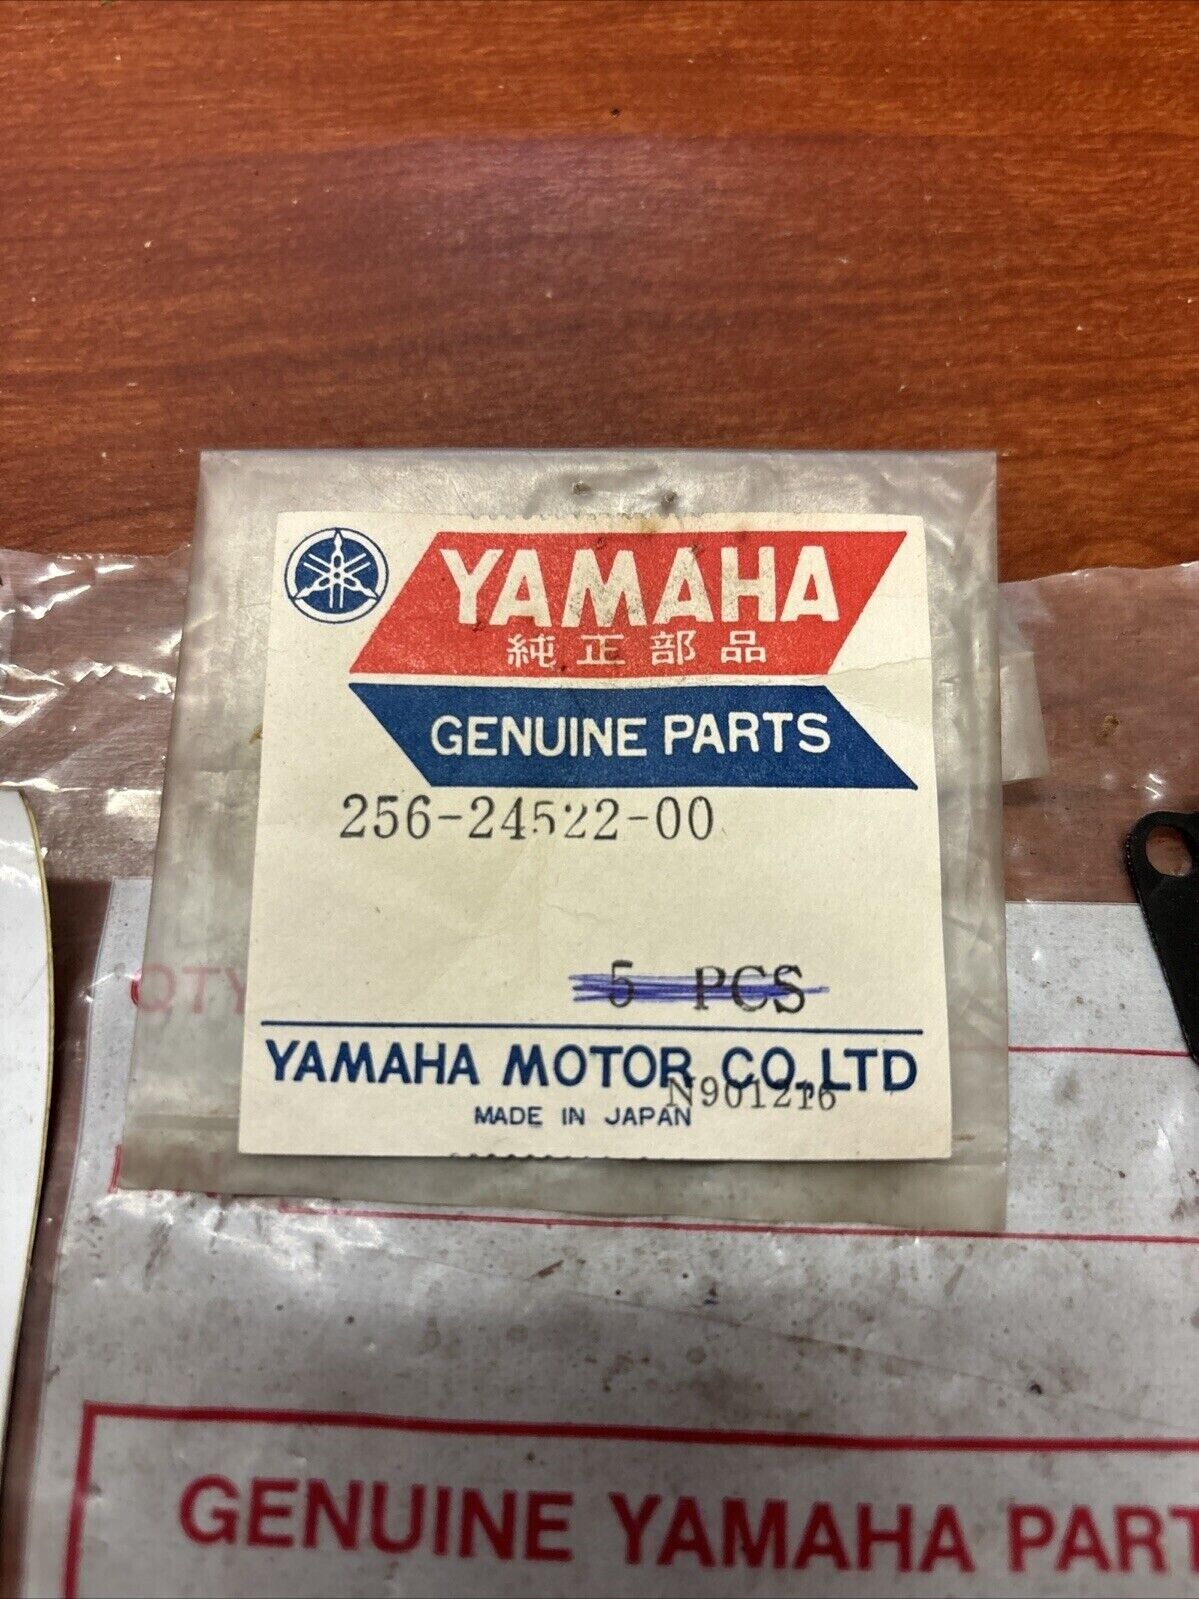 YAMAHA
純正部品
GENUINE PARTS
256-24522-00
5 PCS
YAMAHA MOTOR CO.,LTD
N901216
MADE IN JAPAN
QTY
GENUINE YAMAHA PART